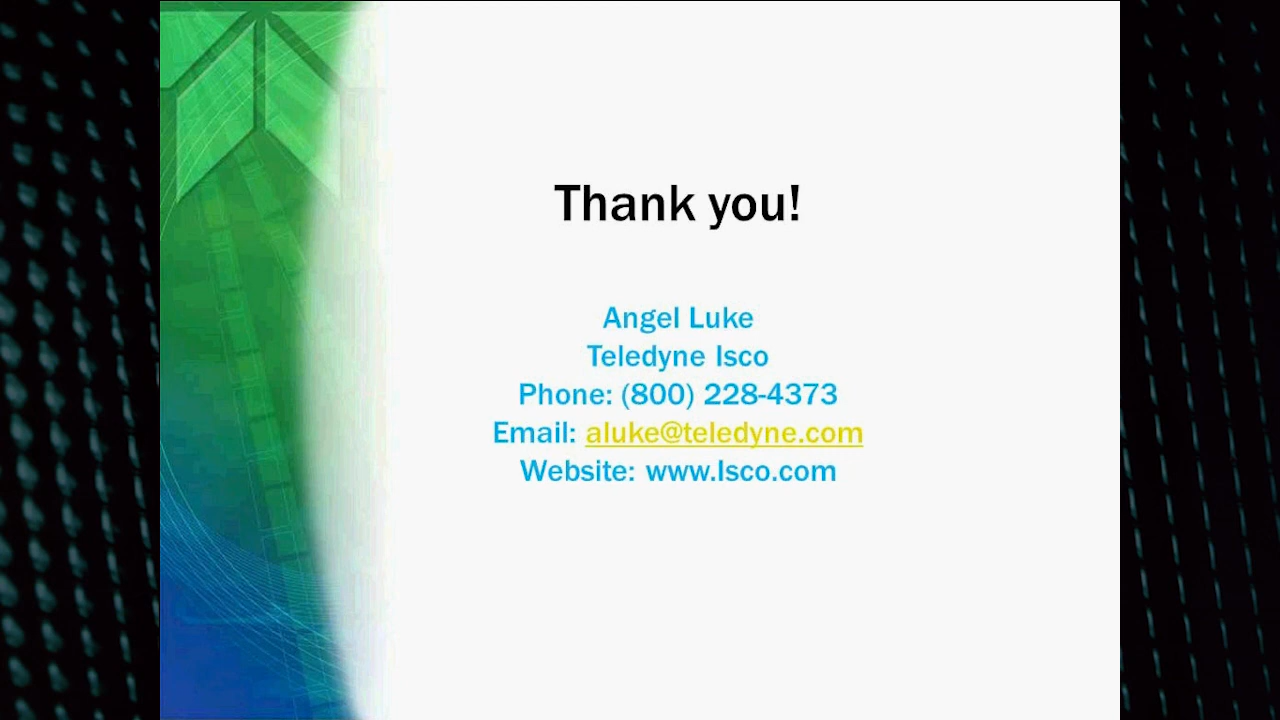 Thank you!
Angel Luke
Teledyne Isco
Phone: (800) 228-4373
Email: aluke@teledyne.com
Website: www.Isco.com